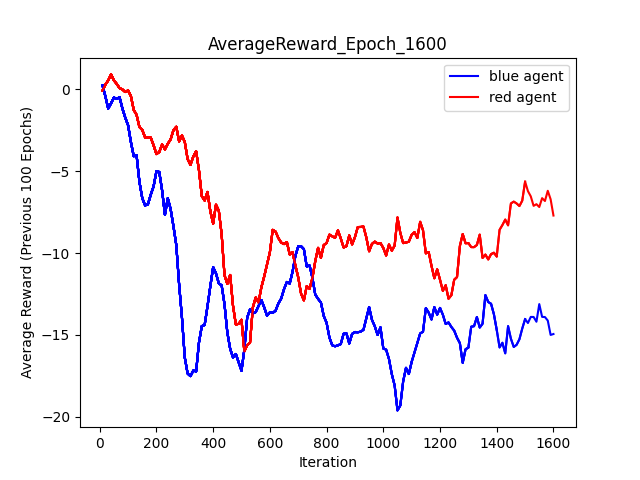 AverageReward_Epoch_1600
blue agent
red agent
Average Reward (Previous 100 Epochs)
0
−5
−10
−15
−20
0 200 400 600 800 1000 1200 1400 1600
Iteration